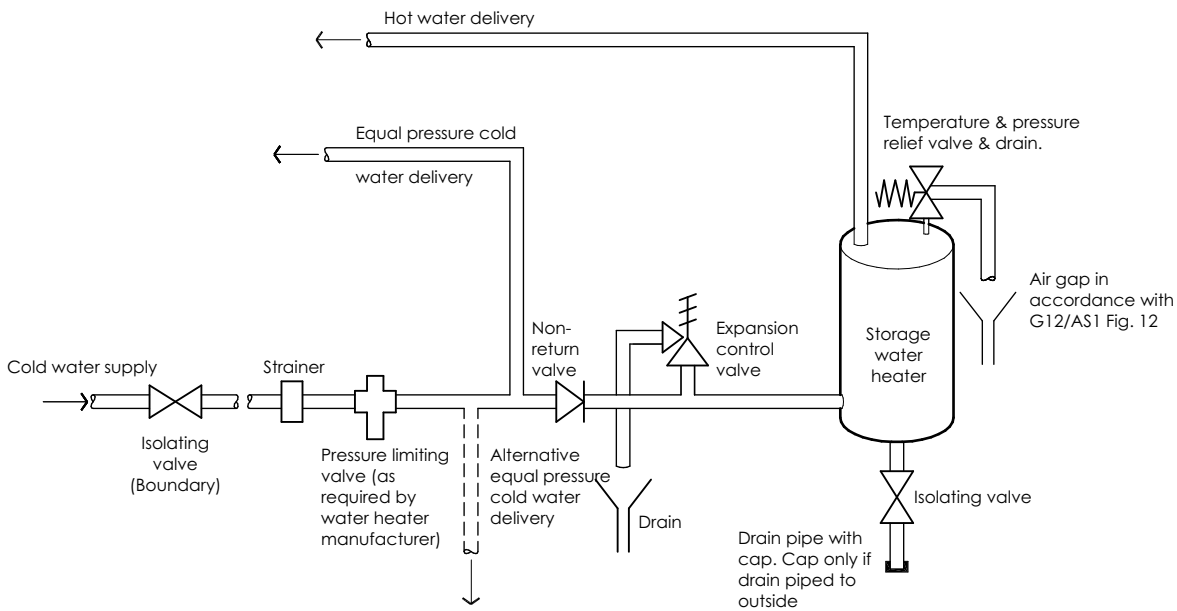 Hot water delivery
Equal pressure cold
water delivery
Temperature & pressure
relief valve & drain.
Air gap in
accordance with
G12/AS1 Fig. 12
Non-
return
valve
Expansion
control
valve
Storage
water
heater
Cold water supply
Strainer
Isolating
valve
(Boundary)
Pressure limiting
valve (as
required by
water heater
manufacturer)
Alternative
equal pressure
cold water
delivery
Drain
Isolating valve
Drain pipe with
cap. Cap only if
drain piped to
outside